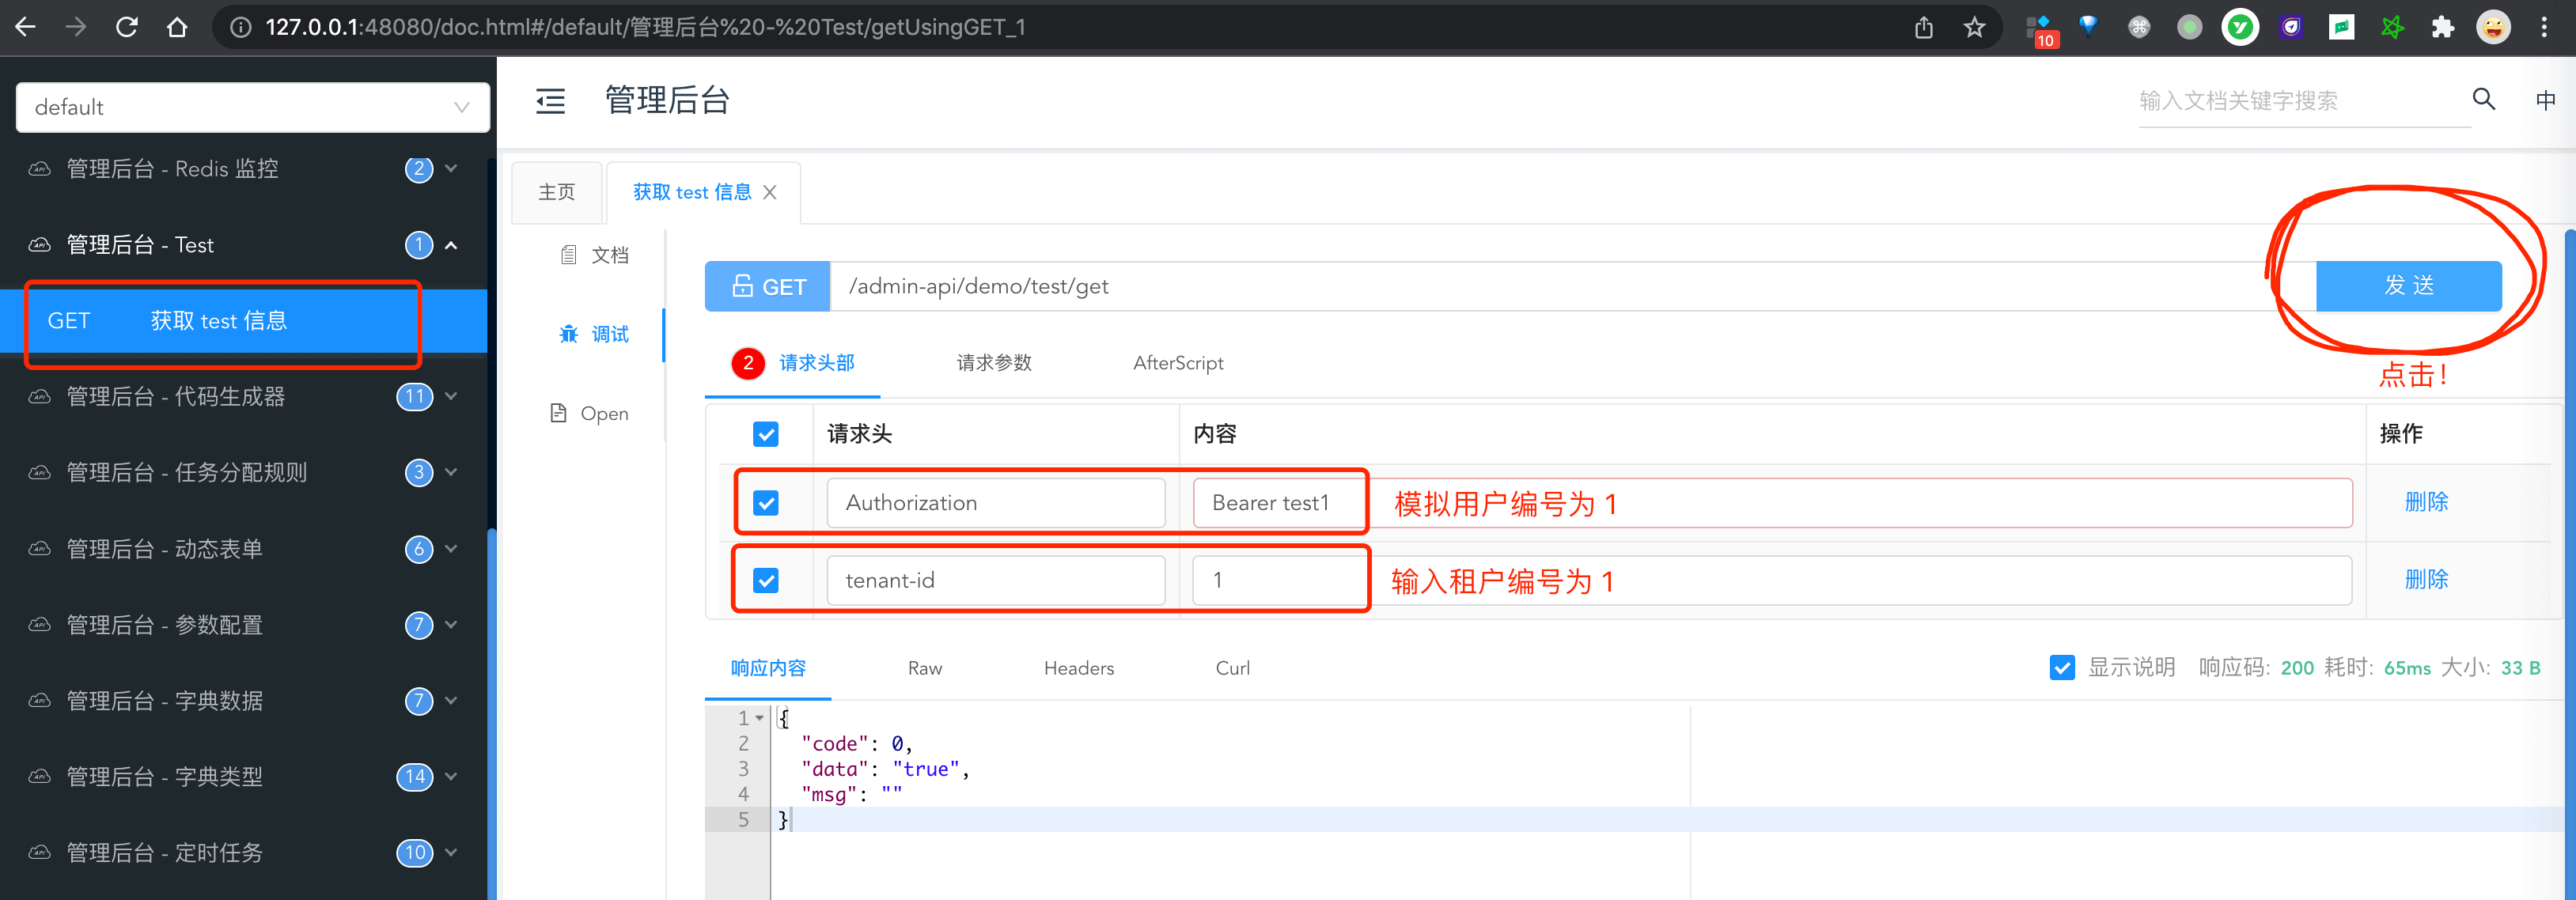 127.0.0.1:48080/doc.html#/default/管理后台%20-%20Test/getUsingGET_1
10
default
管理后台 - Redis 监控 2
管理后台 - Test 1
GET 获取 test 信息
管理后台 - 代码生成器 11
管理后台 - 任务分配规则 3
管理后台 - 动态表单 6
管理后台 - 参数配置 7
管理后台 - 字典数据 7
管理后台 - 字典类型 14
管理后台 - 定时任务 10
管理后台
输入文档关键字搜索
中
主页
获取 test 信息
文档
调试
Open
GET /admin-api/demo/test/get
发 送
点击!
2 请求头部 请求参数 AfterScript
请求头 内容 操作
Authorization Bearer test1 模拟用户编号为 1 删除
tenant-id 1 输入租户编号为 1 删除
响应内容 Raw Headers Curl
显示说明 响应码: 200 耗时: 65ms 大小: 33 B
1 {
2 "code": 0,
3 "data": "true",
4 "msg": ""
5 }